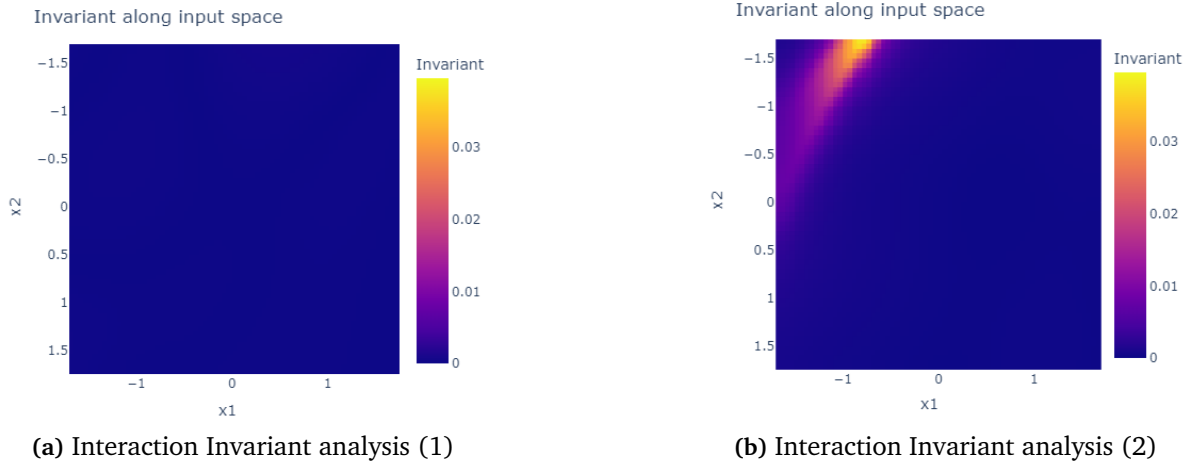 Invariant along input space
Invariant
−1.5
−1
−0.5
0
0.5
1
1.5
x2
−1
0
1
x1
0.03
0.02
0.01
0
(a) Interaction Invariant analysis (1)
Invariant along input space
Invariant
−1.5
−1
−0.5
0
0.5
1
1.5
x2
−1
0
1
x1
0.03
0.02
0.01
0
(b) Interaction Invariant analysis (2)